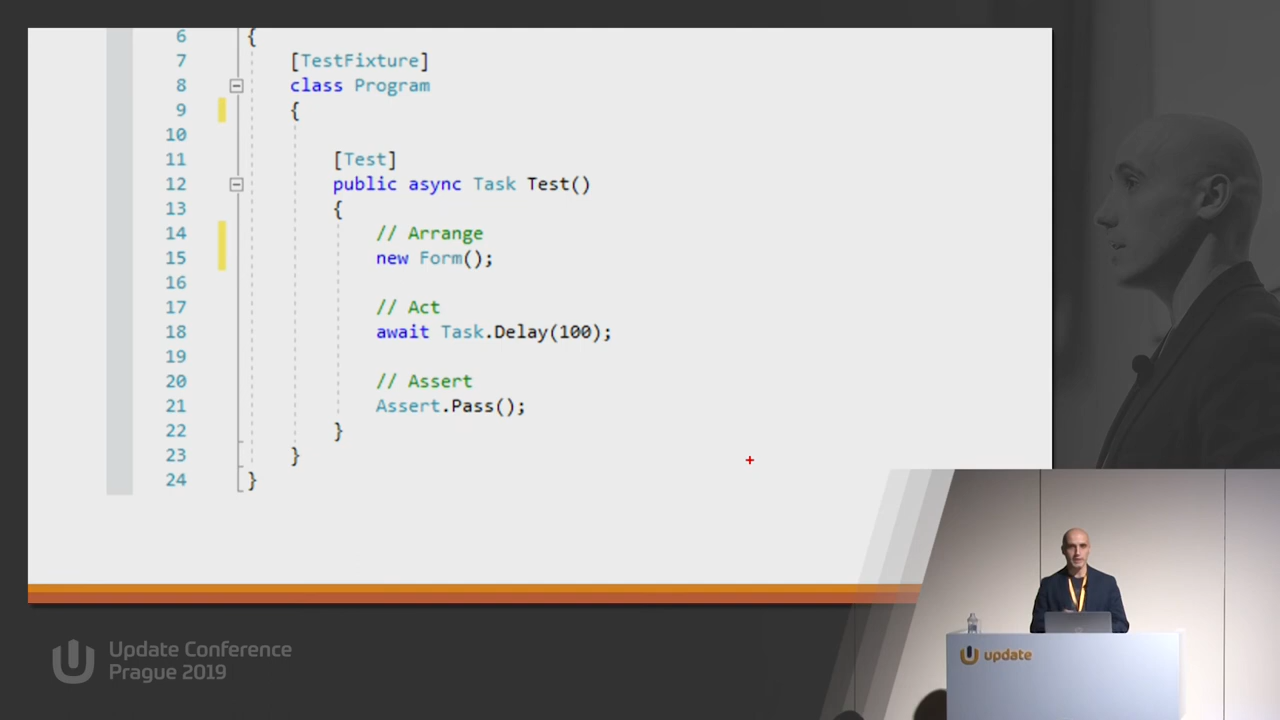 6 {
7 [TestFixture]
8 class Program
9 {
10
11 [Test]
12 public async Task Test()
13 {
14 // Arrange
15 new Form();
16
17 // Act
18 await Task.Delay(100);
19
20 // Assert
21 Assert.Pass();
22 }
23 }
24 }
Update Conference
Prague 2019
update